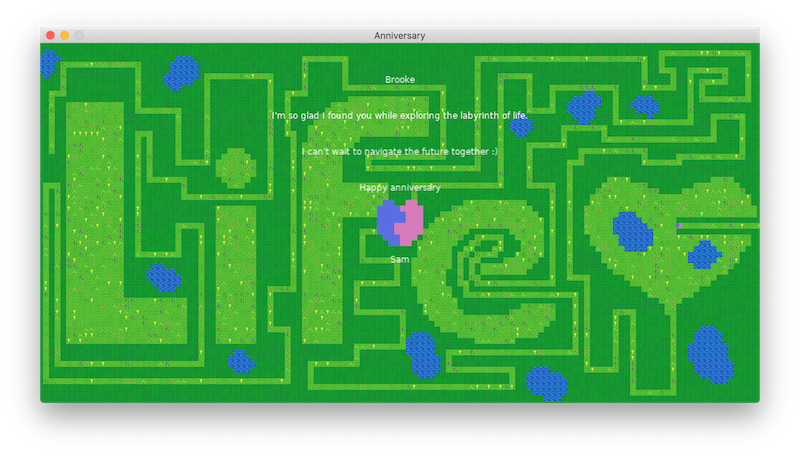 Anniversary
Brooke
I'm so glad I found you while exploring the labyrinth of life.
I can't wait to navigate the future together :)
Happy anniversary
Sam
Life